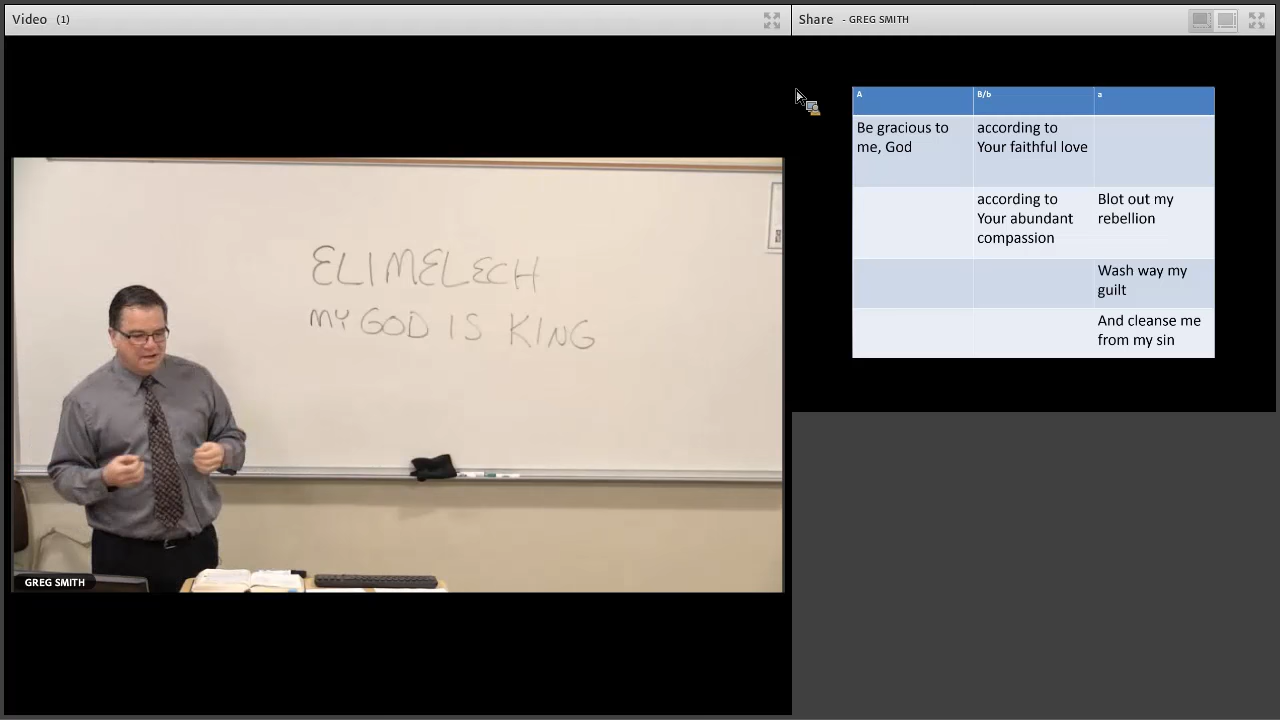 Video (1)
Share - GREG SMITH
ELIMELECH
MY GOD IS KING
GREG SMITH
A B/b a
Be gracious to
me, God
according to
Your faithful love
according to
Your abundant
compassion
Blot out my
rebellion
Wash way my
guilt
And cleanse me
from my sin